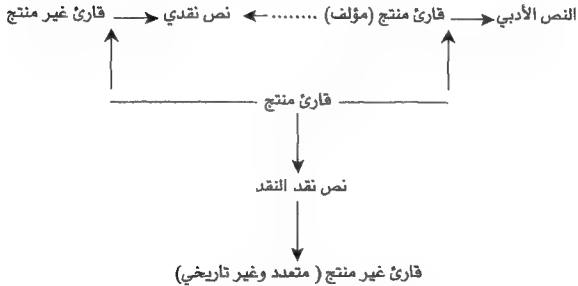 النص الأدبي قارئ منتج (مؤلف) ........ نص نقدي قارئ غير منتج
قارئ منتج
نص نقد النقد
قارئ غير منتج ( متعدد وغير تاريخي)